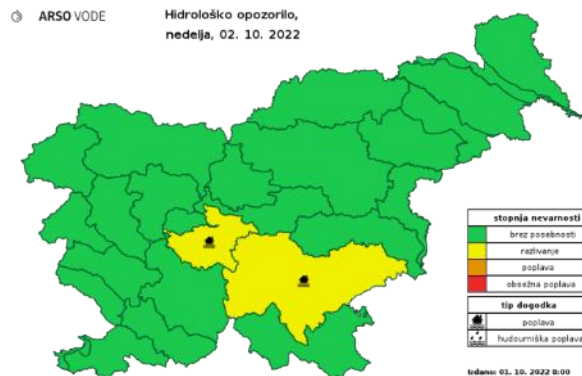 ARSO VODE
Hidrološko opozorilo,
nedelja, 02. 10. 2022
stopnja nevarnosti
brez posebnosti
razlivanje
poplava
obsežna poplava
tip dogodka
poplava
hudourniška poplava
Izdano: 01. 10. 2022 8:00